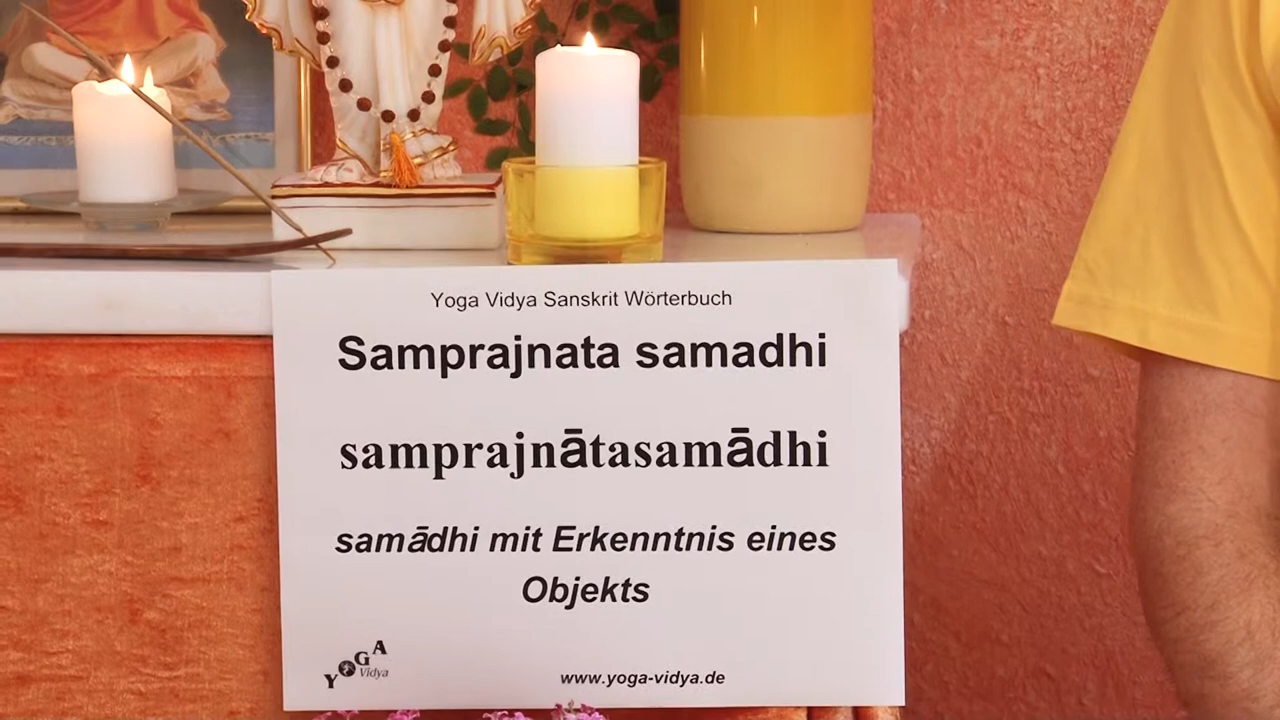 Yoga Vidya Sanskrit Wörterbuch
Samprajnata samadhi
samprajnātasamādhi
samādhi mit Erkenntnis eines
Objekts
YOGA
Vidya
www.yoga-vidya.de